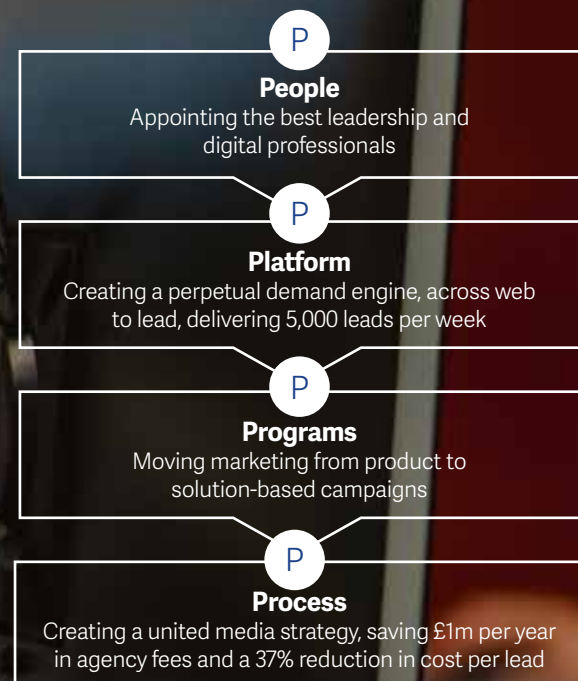 P
People
Appointing the best leadership and
digital professionals
P
Platform
Creating a perpetual demand engine, across web
to lead, delivering 5,000 leads per week
P
Programs
Moving marketing from product to
solution-based campaigns
P
Process
Creating a united media strategy, saving £1m per year
in agency fees and a 37% reduction in cost per lead